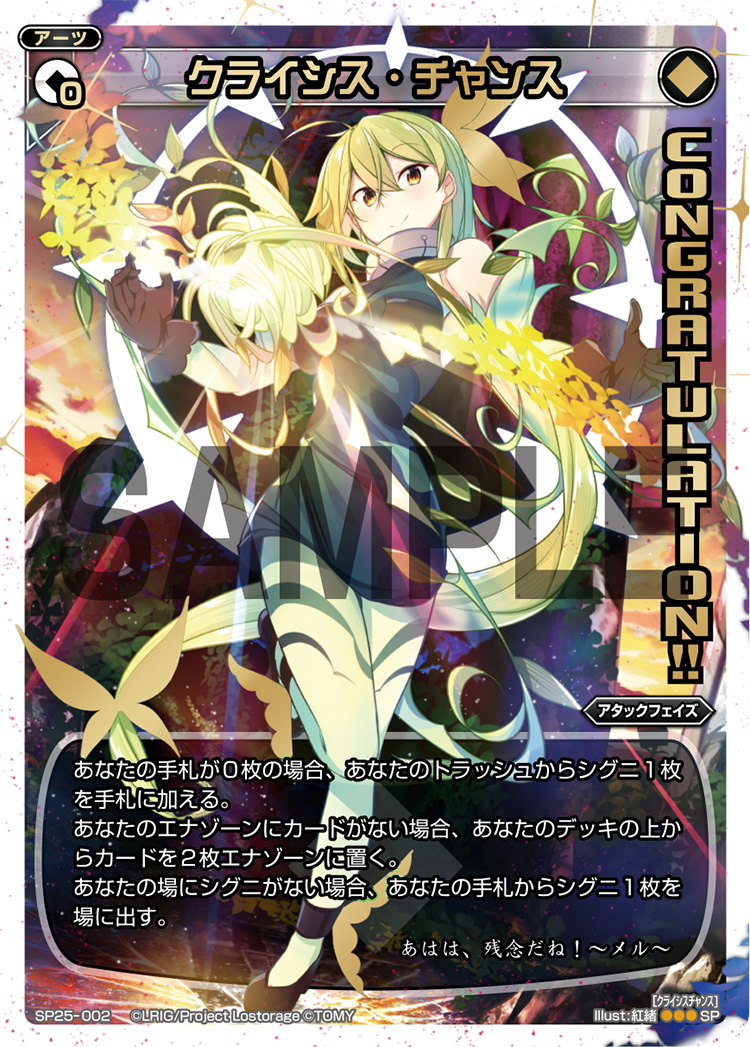 アーツ
0
クライシス・チャンス
CONGRATULATION!!
SAMPLE
アタックフェイズ
あなたの手札が０枚の場合、あなたのトラッシュからシグニ１枚
を手札に加える。
あなたのエナゾーンにカードがない場合、あなたのデッキの上か
らカードを２枚エナゾーンに置く。
あなたの場にシグニがない場合、あなたの手札からシグニ１枚を
場に出す。
あはは、残念だね！～メル～
[クライシスチャンス]
SP25-002 ©LRIG/Project Lostorage ©TOMY Illust:紅緒 SP